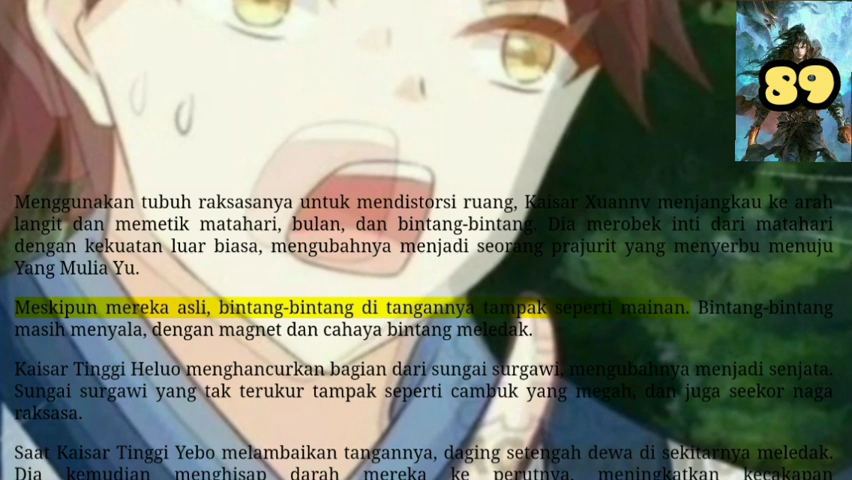 89
Menggunakan tubuh raksasanya untuk mendistorsi ruang, Kaisar Xuannv menjangkau ke arah
langit dan memetik matahari, bulan, dan bintang-bintang. Dia merobek inti dari matahari
dengan kekuatan luar biasa, mengubahnya menjadi seorang prajurit yang menyerbu menuju
Yang Mulia Yu.
Meskipun mereka asli, bintang-bintang di tangannya tampak seperti mainan. Bintang-bintang
masih menyala, dengan magnet dan cahaya bintang meledak.
Kaisar Tinggi Heluo menghancurkan bagian dari sungai surgawi, mengubahnya menjadi senjata.
Sungai surgawi yang tak terukur tampak seperti cambuk yang megah, dan juga seekor naga
raksasa.
Saat Kaisar Tinggi Yebo melambaikan tangannya, daging setengah dewa di sekitarnya meledak.
Dia kemudian menghisap darah mereka ke perutnya, meningkatkan kecakapan